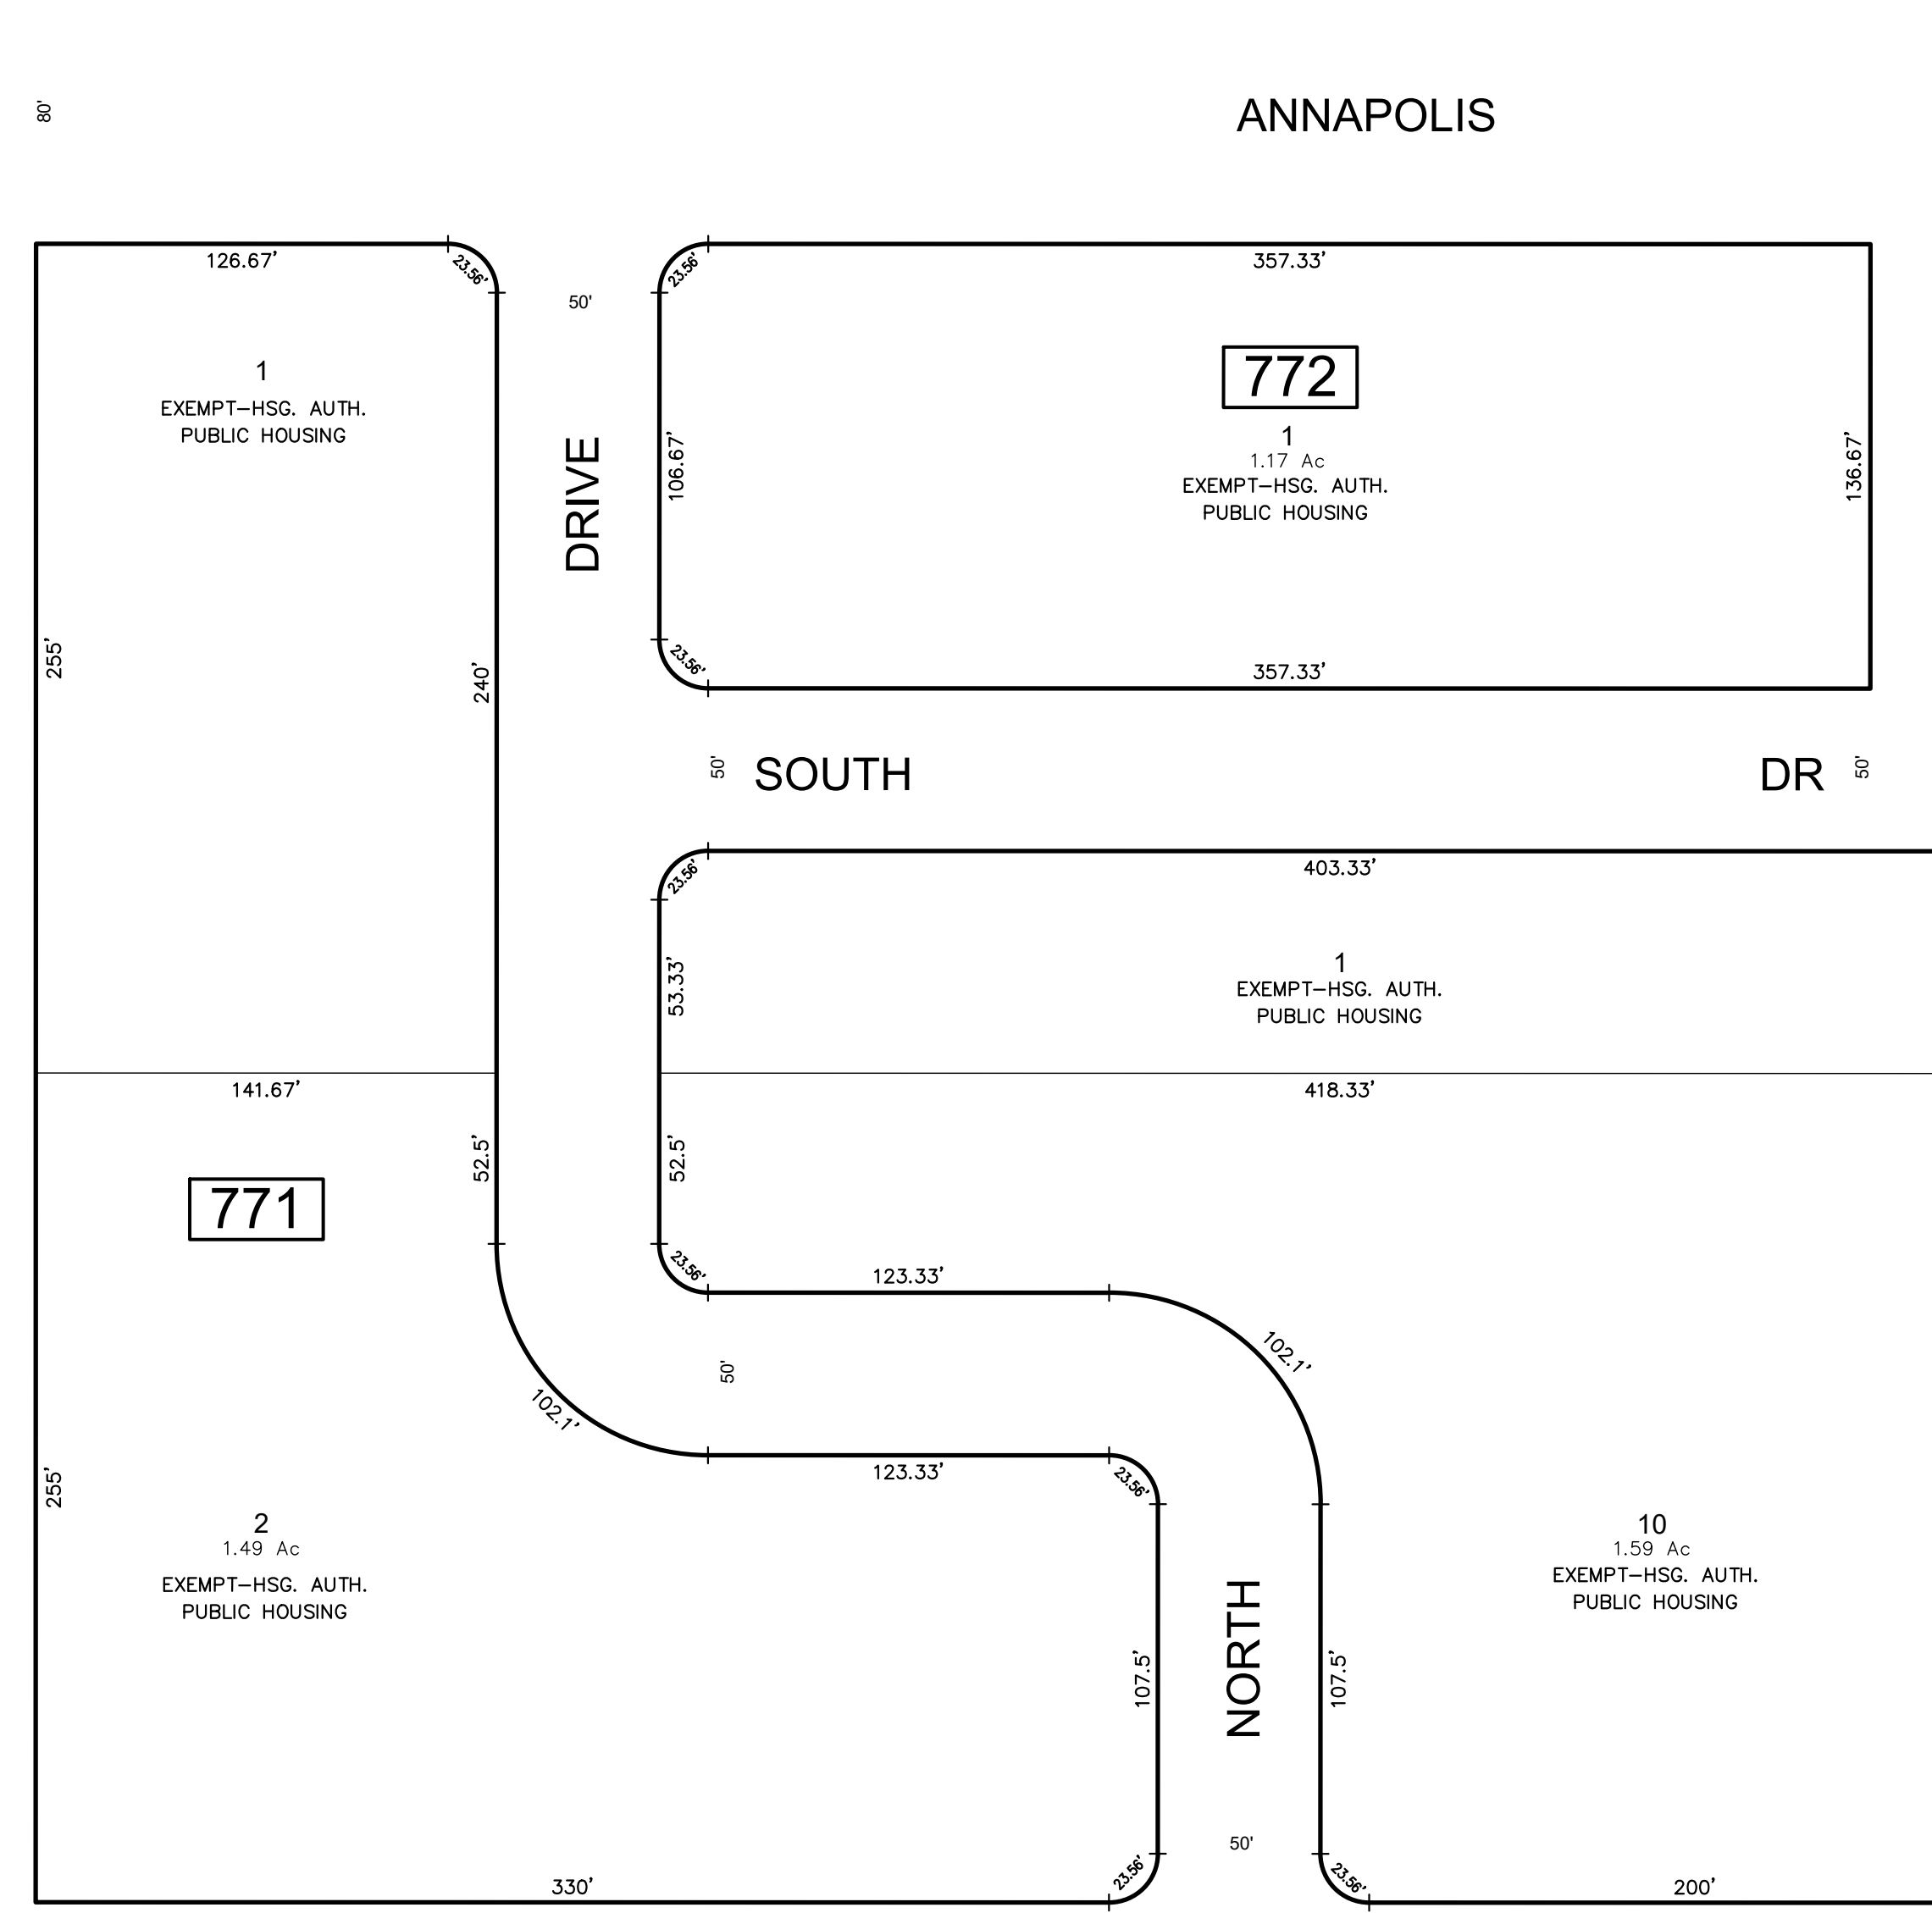 80'
ANNAPOLIS
126.67'
23.56'
50'
23.56'
357.33'
1
EXEMPT-HSG. AUTH.
PUBLIC HOUSING
DRIVE
106.67'
772
1
1.17 Ac
EXEMPT-HSG. AUTH.
PUBLIC HOUSING
136.67'
255'
240'
23.56'
357.33'
50'
SOUTH
DR
50'
23.56'
403.33'
53.33'
1
EXEMPT-HSG. AUTH.
PUBLIC HOUSING
141.67'
418.33'
52.5'
52.5'
771
23.56'
123.33'
102.1'
50'
102.1'
123.33'
23.56'
255'
2
1.49 Ac
EXEMPT-HSG. AUTH.
PUBLIC HOUSING
10
1.59 Ac
EXEMPT-HSG. AUTH.
PUBLIC HOUSING
107.5'
NORTH
107.5'
50'
330'
23.56'
23.56'
200'